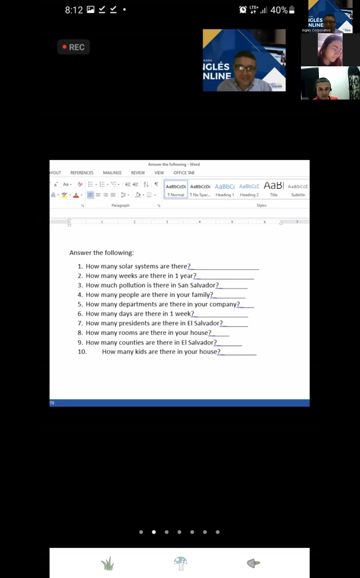 8:12
LTE+
40%
REC
INGLÉS
ONLINE
Inglés Corporativo
Answer the following - Word
REFERENCES MAILINGS REVIEW VIEW OFFICE TAB
AaBbCcDc AaBbCcDc AaBbCc AaBbCcD AaBl AaBbCcD
¶ Normal ¶ No Spac... Heading 1 Heading 2 Title Subtitle
Paragraph Styles
Answer the following:
1. How many solar systems are there?
2. How many weeks are there in 1 year?
3. How much pollution is there in San Salvador?
4. How many people are there in your family?
5. How many departments are there in your company?
6. How many days are there in 1 week?
7. How many presidents are there in El Salvador?
8. How many rooms are there in your house?
9. How many counties are there in El Salvador?
10. How many kids are there in your house?